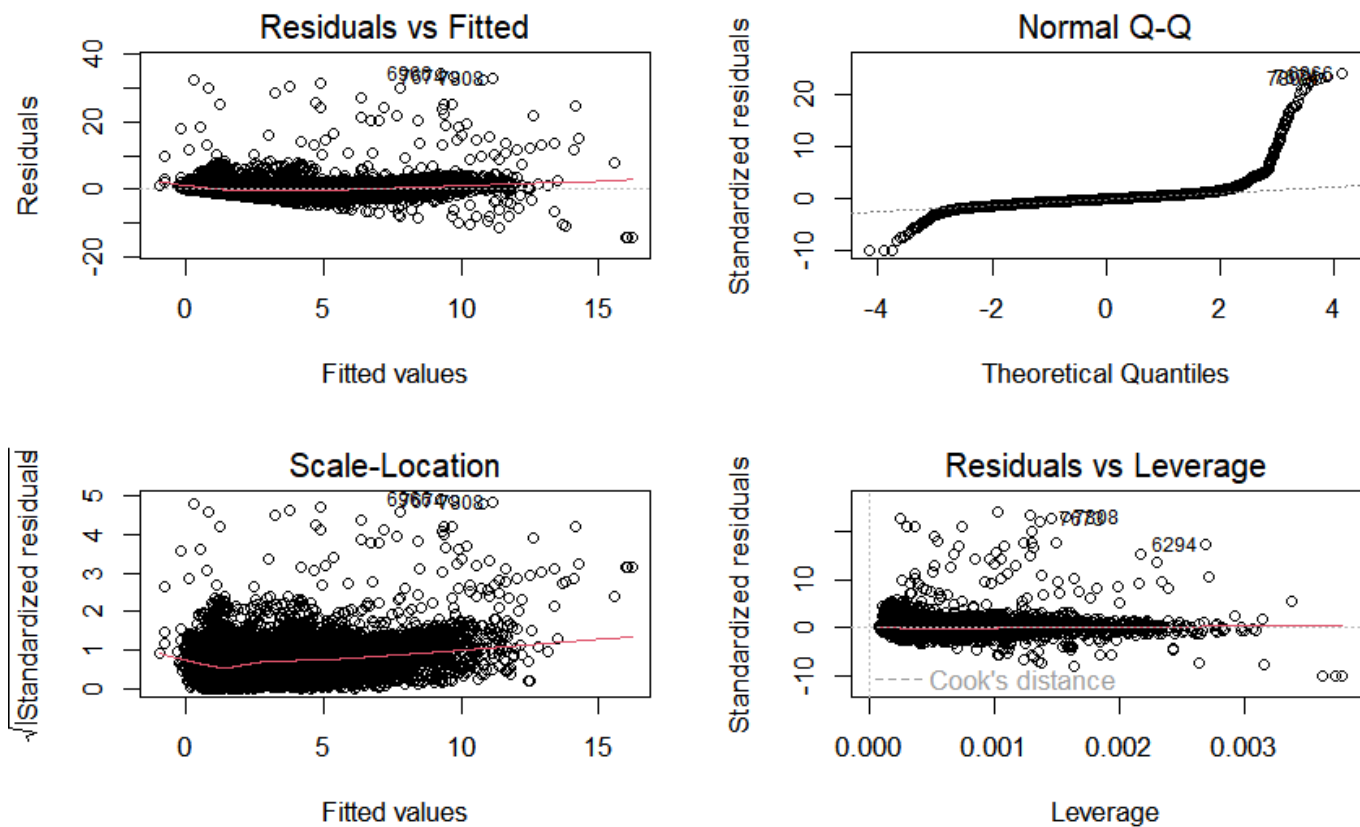 Residuals vs Fitted
Residuals
40
20
0
-20
7808
0
5
10
15
Fitted values
Normal Q-Q
Standardized residuals
20
10
0
-10
-4
-2
0
2
4
Theoretical Quantiles
Scale-Location
√|Standardized residuals
5
4
3
2
1
0
7808
0
5
10
15
Fitted values
Residuals vs Leverage
Standardized residuals
10
0
-10
7808
6294
Cook's distance
0.000
0.001
0.002
0.003
Leverage